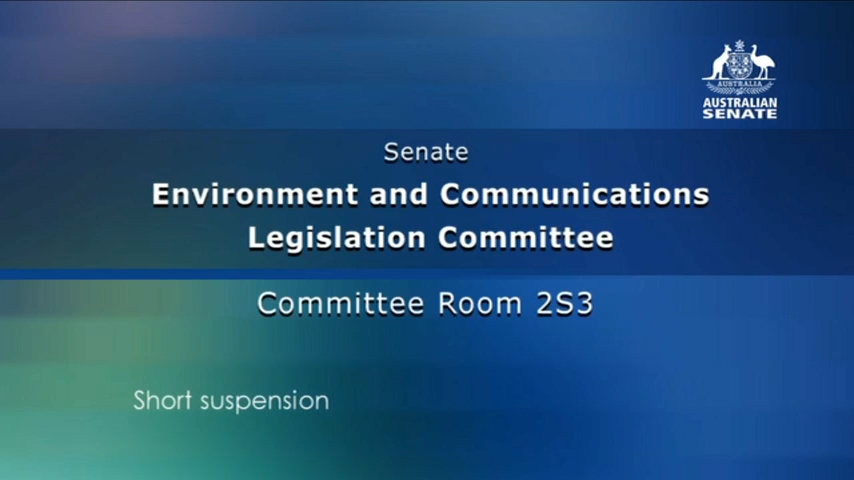 AUSTRALIA
AUSTRALIAN
SENATE
Senate
Environment and Communications
Legislation Committee
Committee Room 2S3
Short suspension